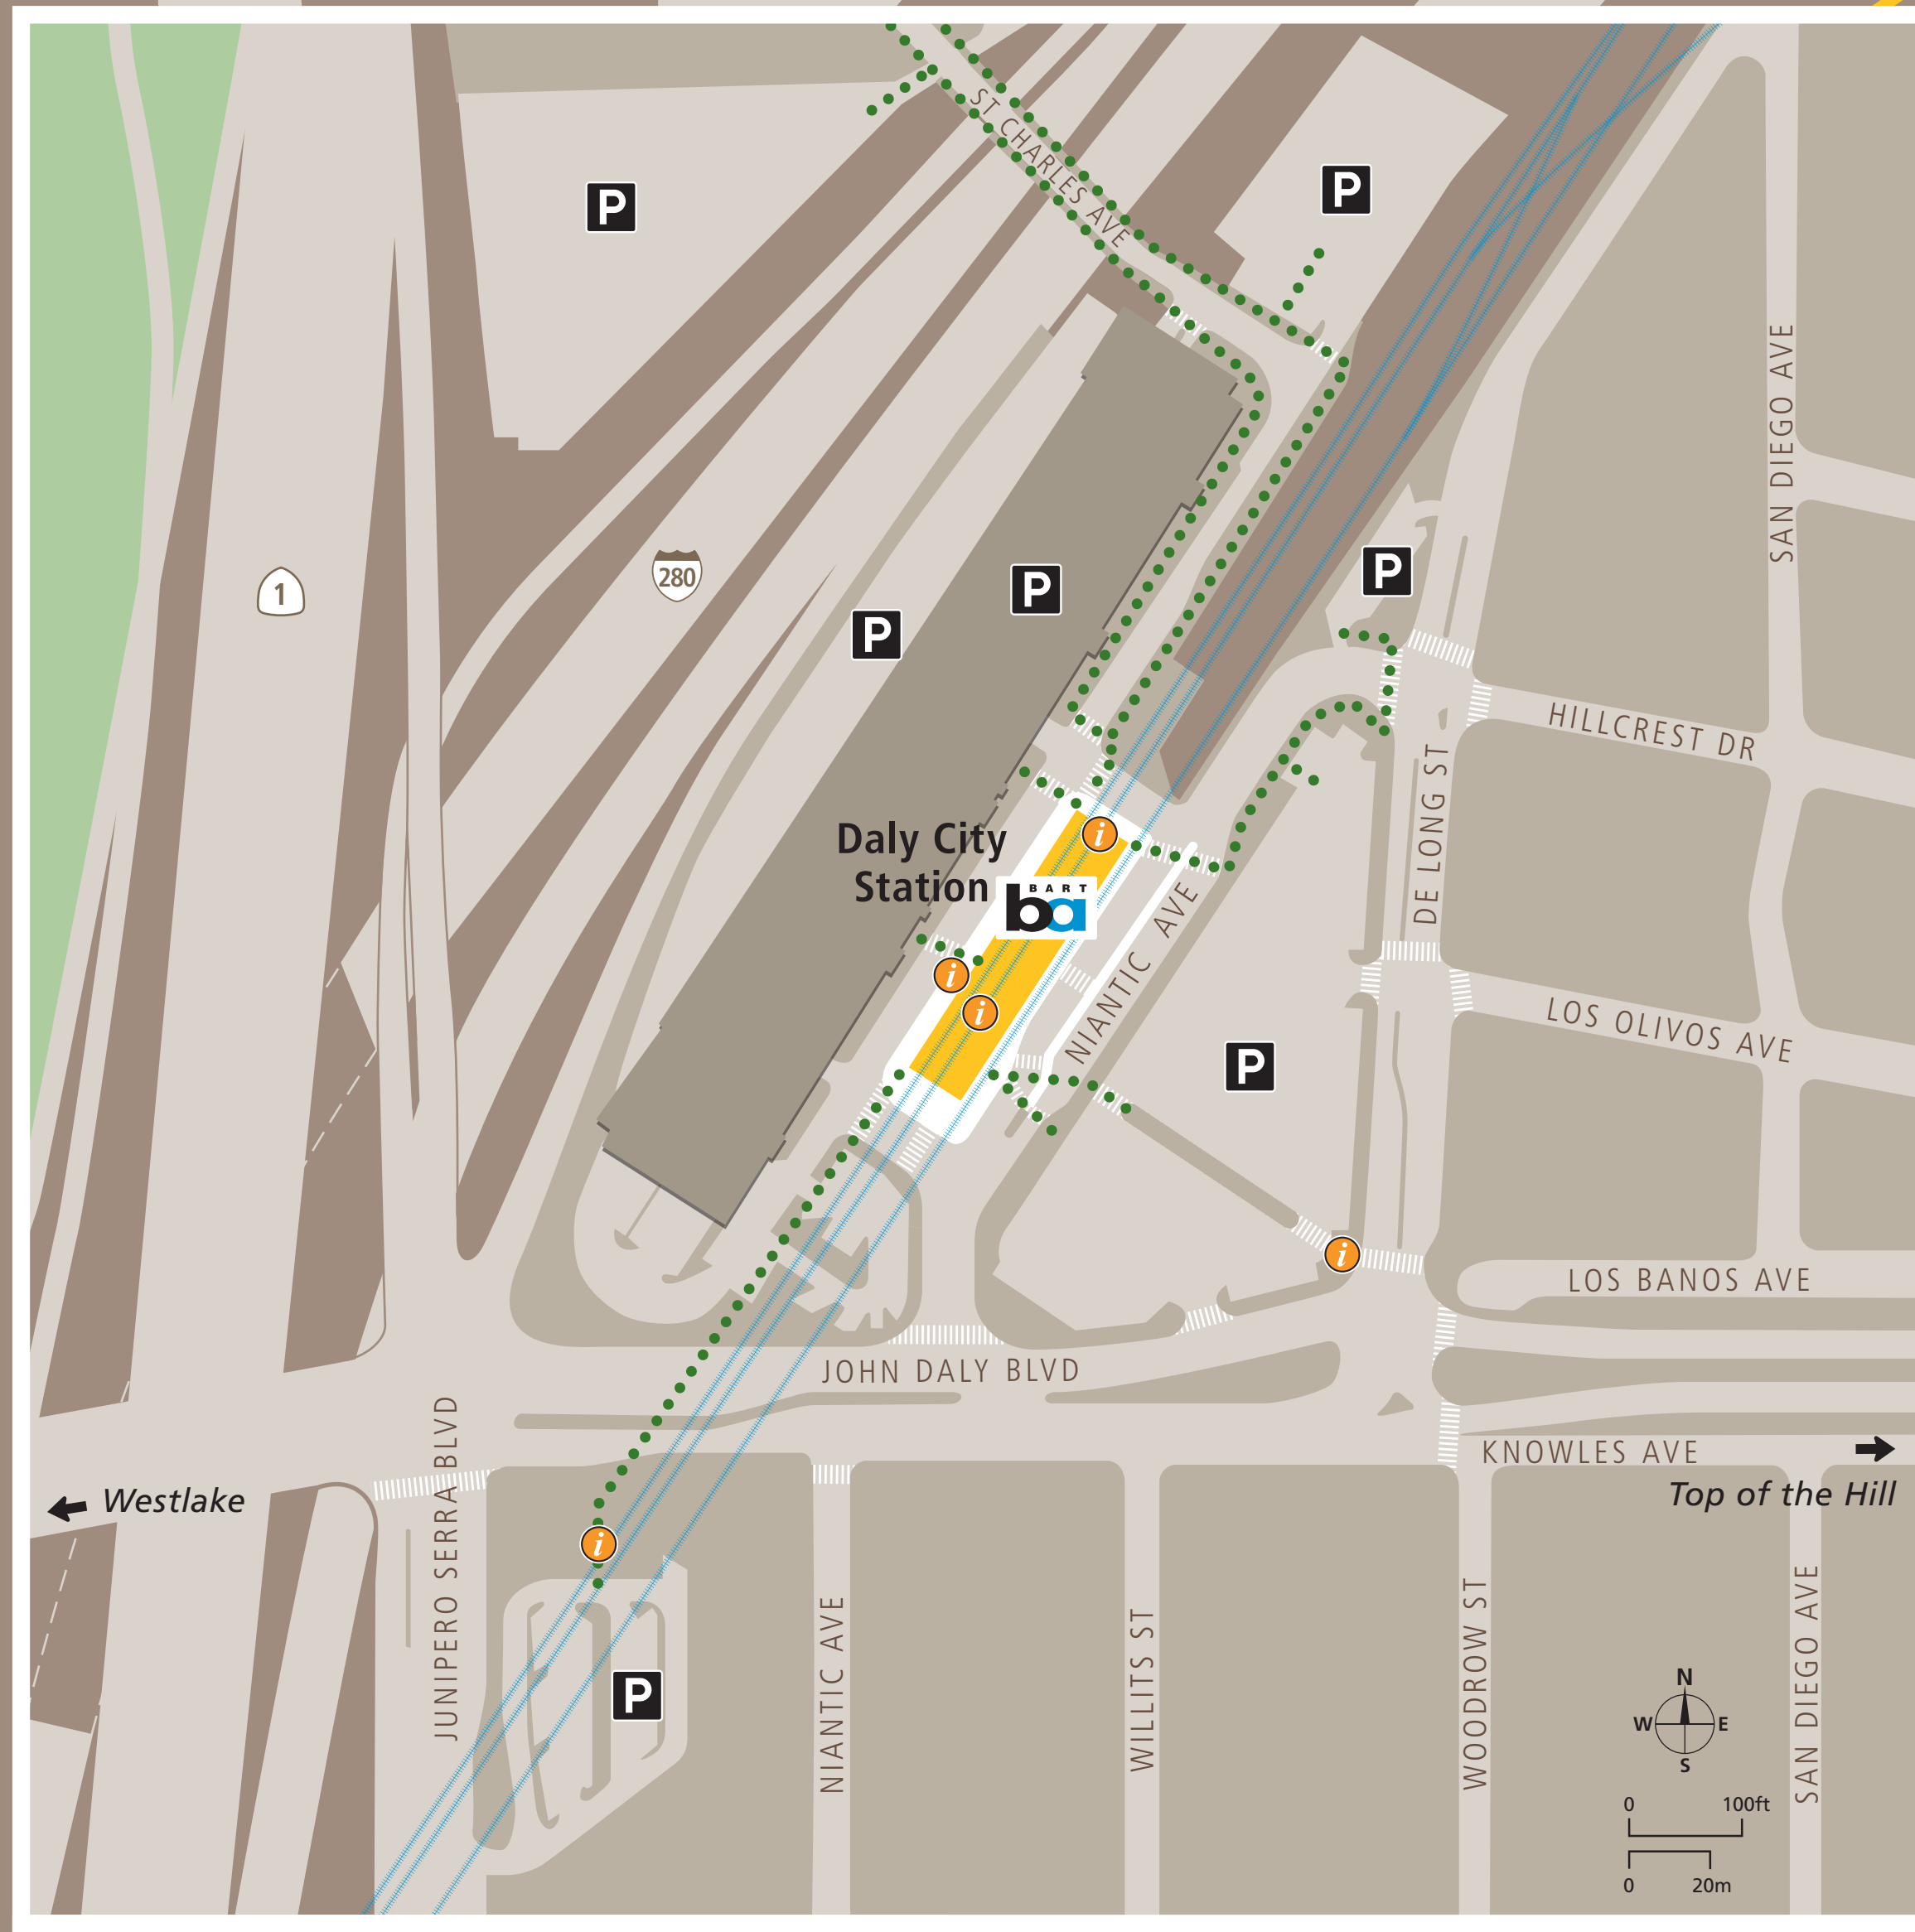 ST CHARLES AVE
P
P
SAN DIEGO AVE
280
1
P
P
P
HILLCREST DR
DE LONG ST
Daly City
Station
i
BART
ba
NIANTIC AVE
i
i
LOS OLIVOS AVE
P
i
LOS BANOS AVE
JOHN DALY BLVD
KNOWLES AVE
Westlake
Top of the Hill
JUNIPERO SERRA BLVD
i
P
NIANTIC AVE
WILLITS ST
WOODROW ST
SAN DIEGO AVE
N
W E
S
0 100ft
0 20m